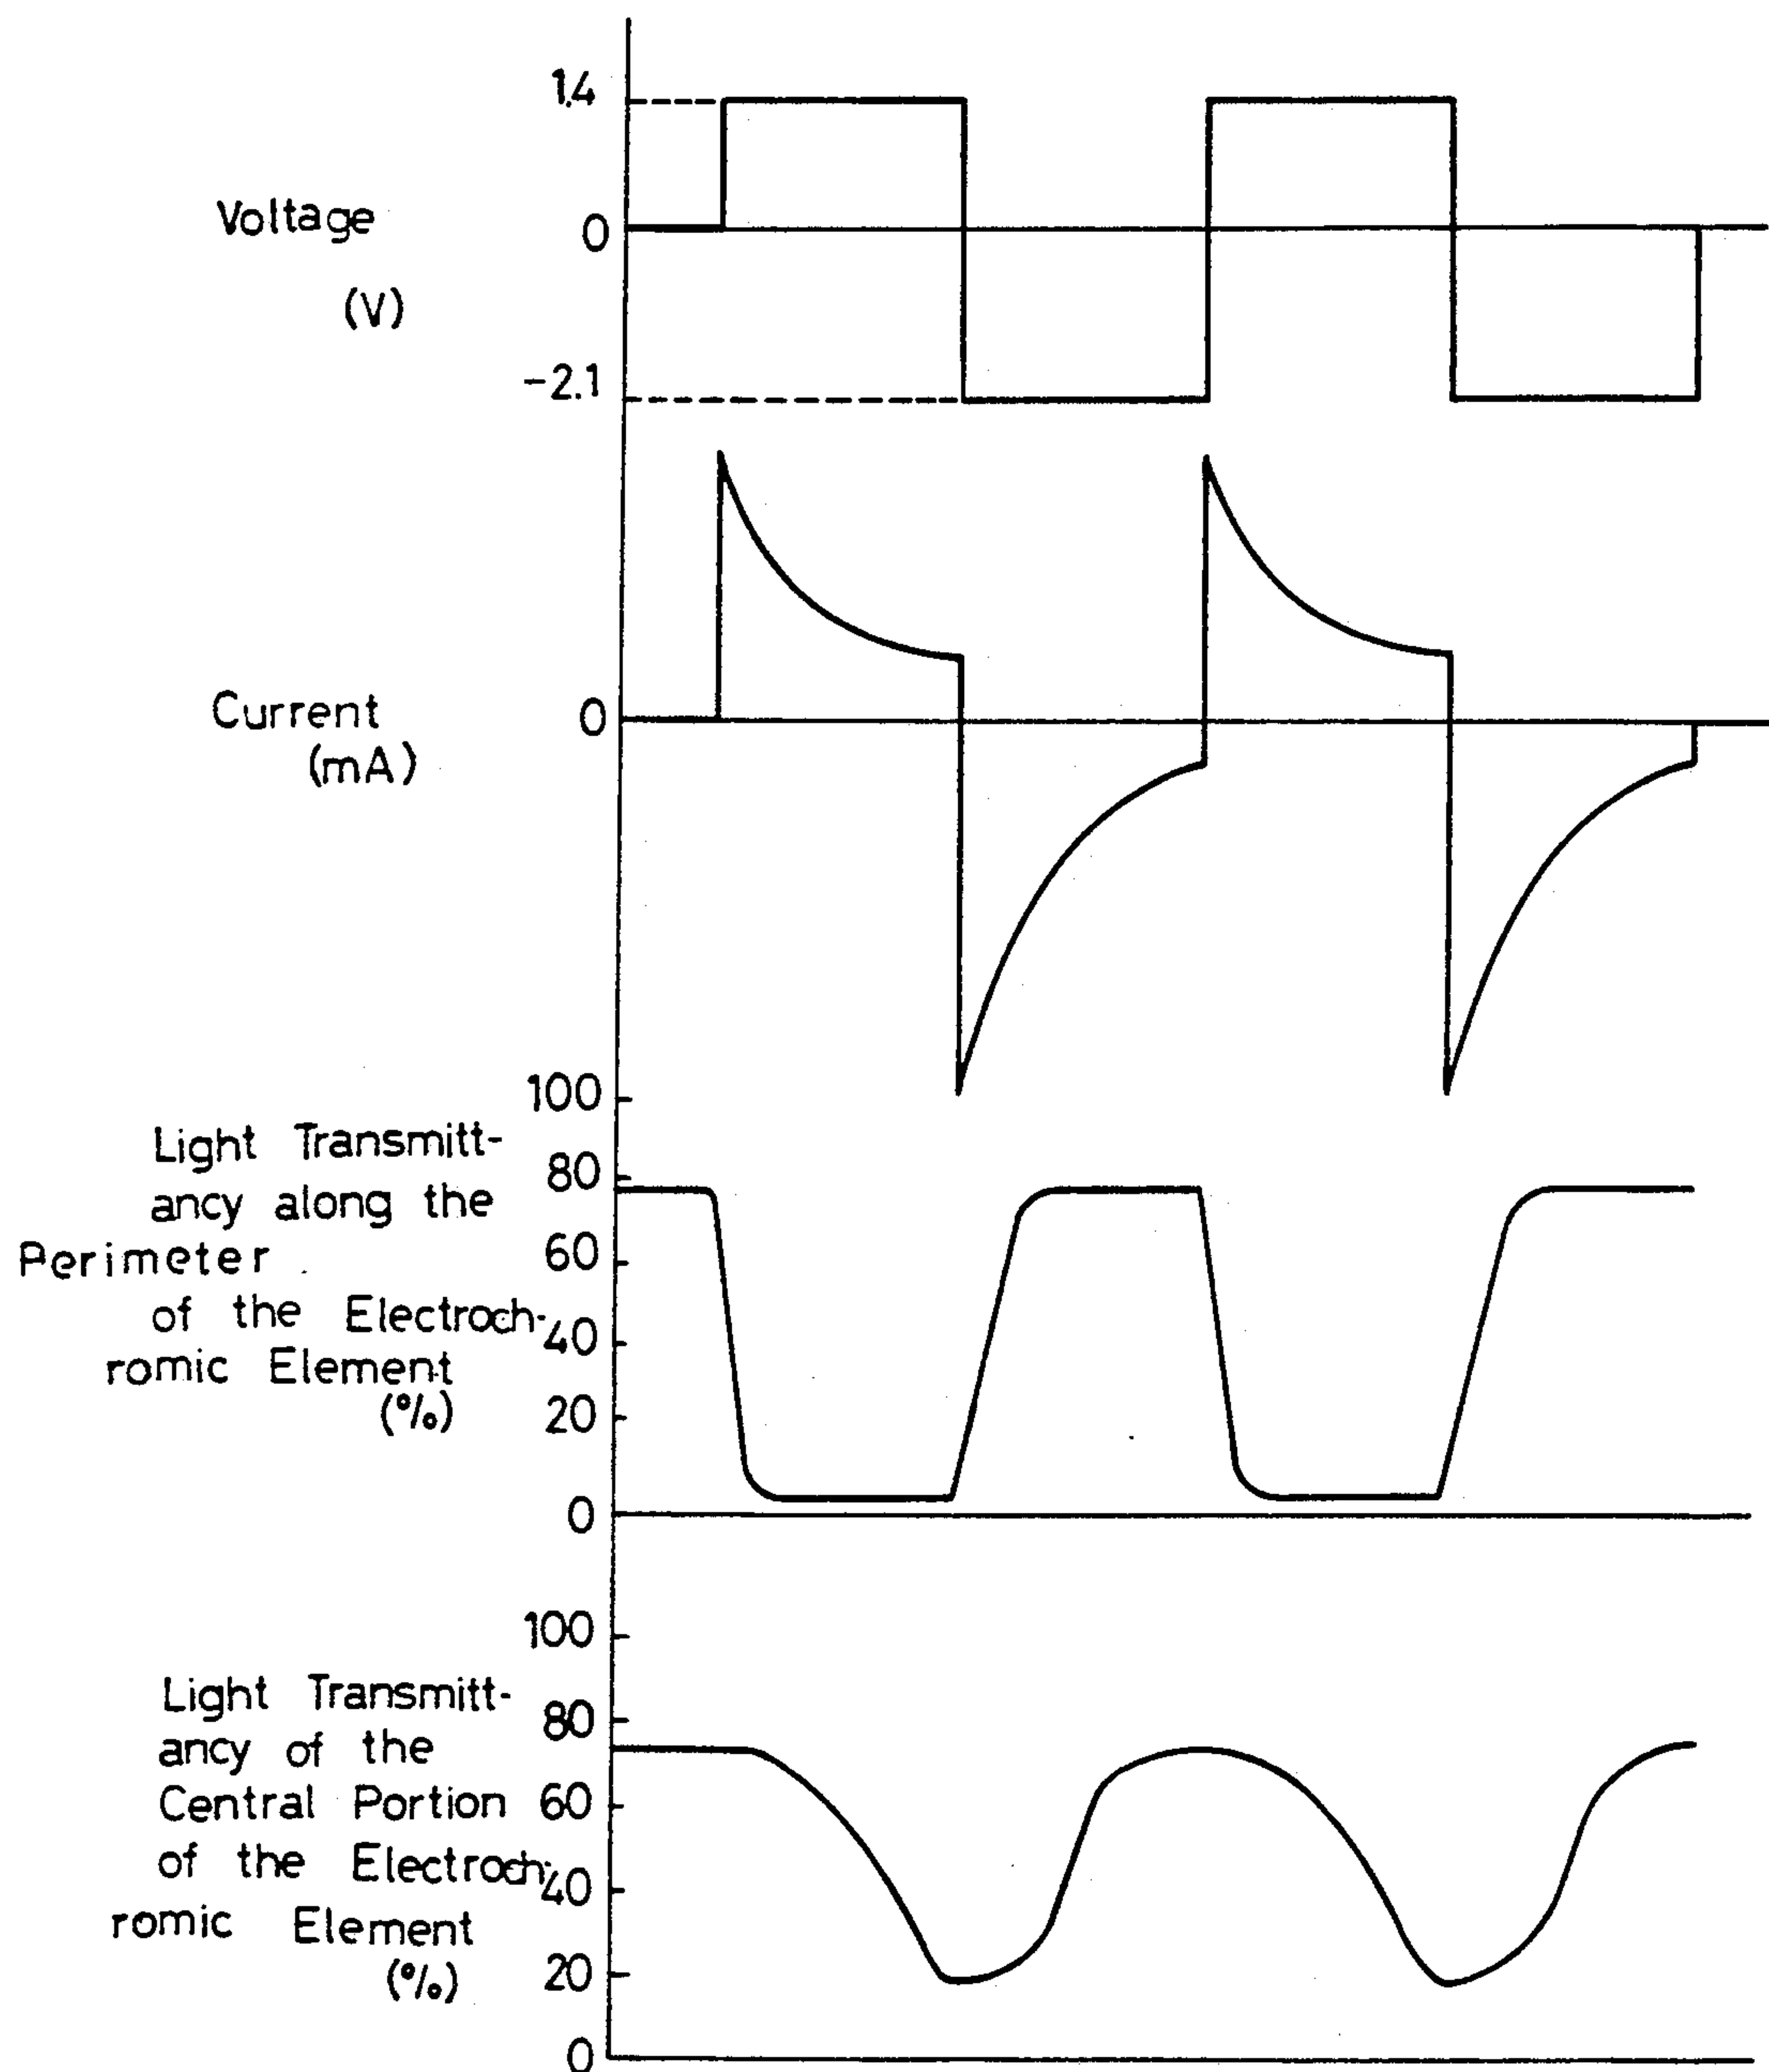 1.4
Voltage
0
(V)
-2.1
Current
0
(mA)
100
Light Transmitt-
80
ancy along the
Perimeter
60
of the Electroch-
40
romic Element
(%)
20
0
100
Light Transmitt-
80
ancy of the
Central Portion
60
of the Electroch-
40
romic Element
20
(%)
0